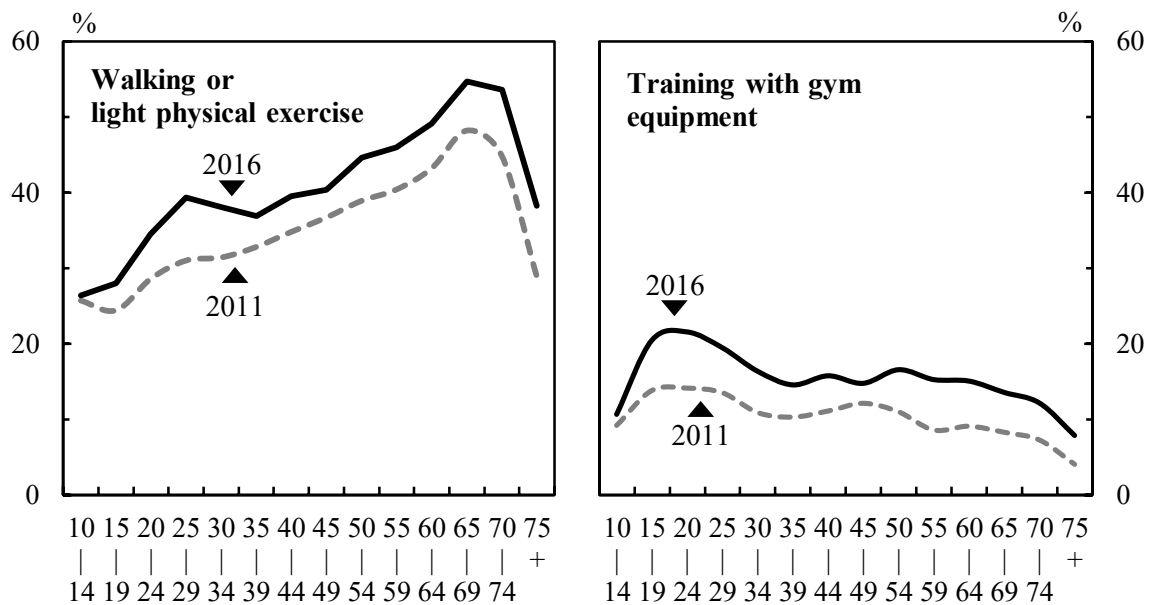 %
60
40
20
0
Walking or
light physical exercise
2016
2011
10 15 20 25 30 35 40 45 50 55 60 65 70 75
| | | | | | | | | | | | | +
14 19 24 29 34 39 44 49 54 59 64 69 74
%
60
40
20
0
Training with gym
equipment
2016
2011
10 15 20 25 30 35 40 45 50 55 60 65 70 75
| | | | | | | | | | | | | +
14 19 24 29 34 39 44 49 54 59 64 69 74